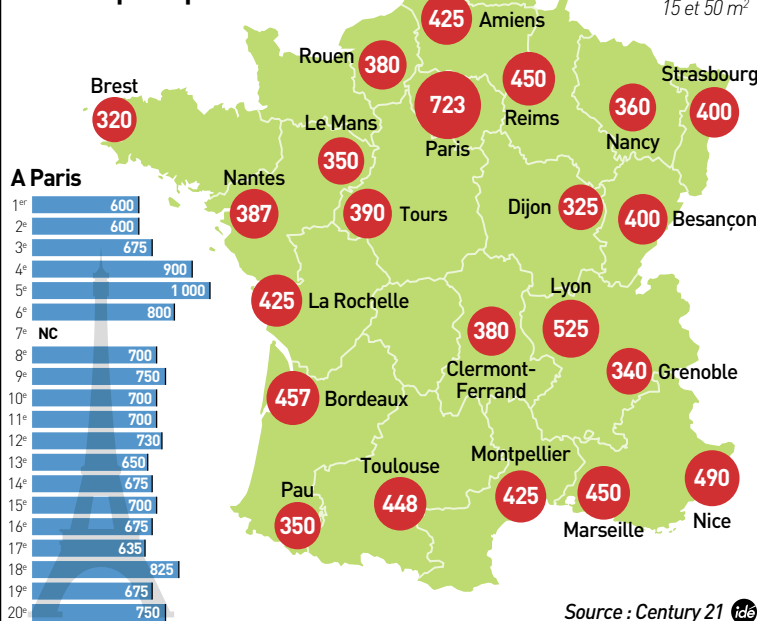 15 et 50 m²
425 Amiens
Rouen 380
450
Reims
Strasbourg
400
723
Paris
360
Nancy
Brest
320
Le Mans
350
Nantes
387
390 Tours
Dijon 325
400 Besançon
425 La Rochelle
Lyon
525
380
Clermont-
Ferrand
340 Grenoble
457 Bordeaux
Toulouse
448
Montpellier
425
450
Marseille
490
Nice
Pau
350
A Paris
1er 600
2e 600
3e 675
4e 900
5e 1 000
6e 800
7e NC
8e 700
9e 750
10e 700
11e 700
12e 730
13e 650
14e 675
15e 700
16e 675
17e 635
18e 825
19e 675
20e 750
Source : Century 21 idé